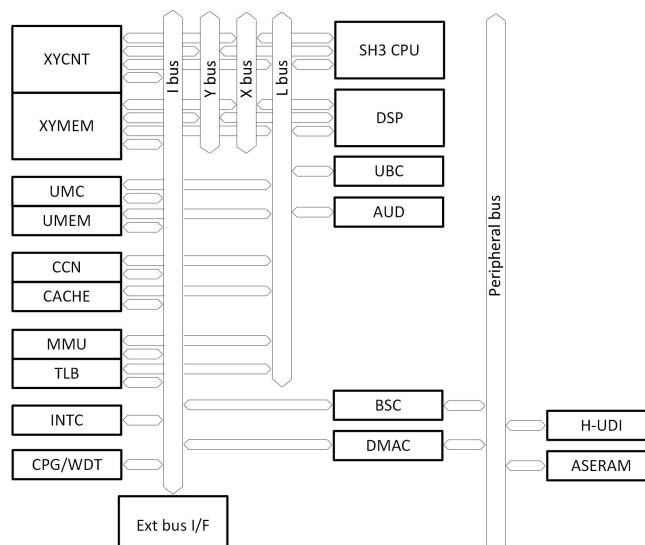 XYCNT
XYMEM
I bus
Y bus
X bus
L bus
SH3 CPU
DSP
UBC
AUD
UMC
UMEM
CCN
CACHE
MMU
TLB
INTC
CPG/WDT
Ext bus I/F
BSC
DMAC
Peripheral bus
H-UDI
ASERAM